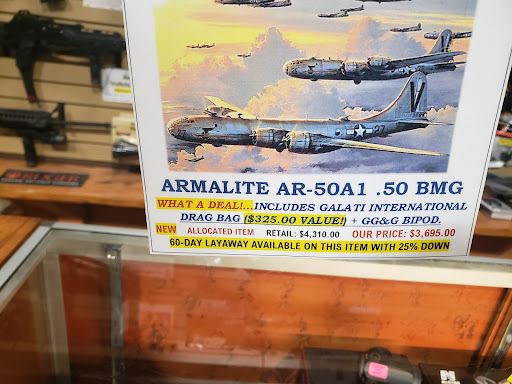 ARMALITE AR-50A1 .50 BMG
WHAT A DEAL!...INCLUDES GALATI INTERNATIONAL
DRAG BAG ($325.00 VALUE!) + GG&G BIPOD.
NEW ALLOCATED ITEM RETAIL: $4,310.00 OUR PRICE: $3,695.00
60-DAY LAYAWAY AVAILABLE ON THIS ITEM WITH 25% DOWN